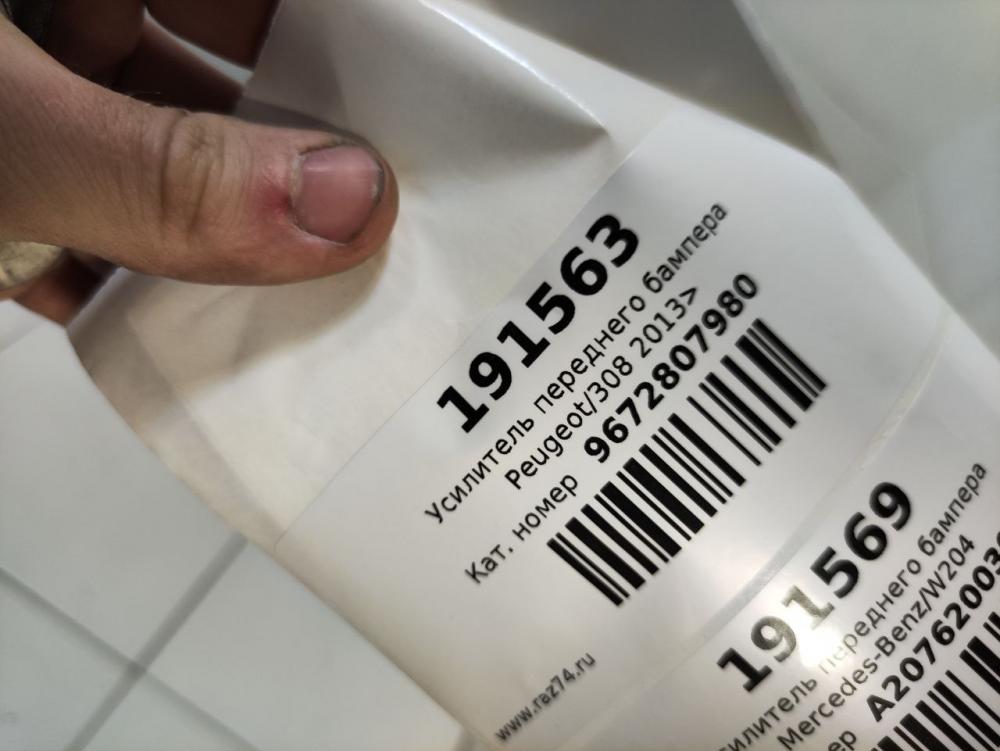 191563
Усилитель переднего бампера
Peugeot/308 2013>
Кат. номер 9672807980
www.raz74.ru
191569
переднего бампера
Mercedes-Benz/W204